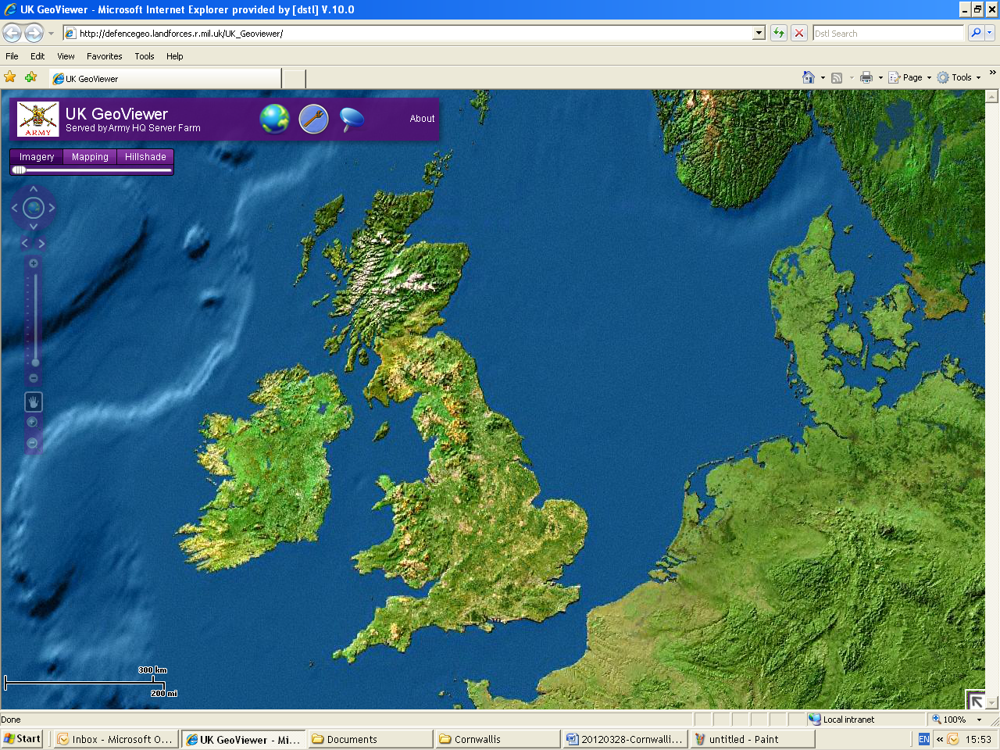 UK GeoViewer - Microsoft Internet Explorer provided by [dstl] V.10.0
http://defencegeo.landforces.r.mil.uk/UK_Geoviewer/
Dstl Search
File Edit View Favorites Tools Help
UK GeoViewer
Page Tools
ARMY
UK GeoViewer
Served by Army HQ Server Farm
About
Imagery Mapping Hillshade
300 km
200 mi
Done
Local intranet
100%
Start
Inbox - Microsoft O...
UK GeoViewer - Mi...
Documents
Cornwallis
20120328-Cornwalli...
untitled - Paint
EN
15:53